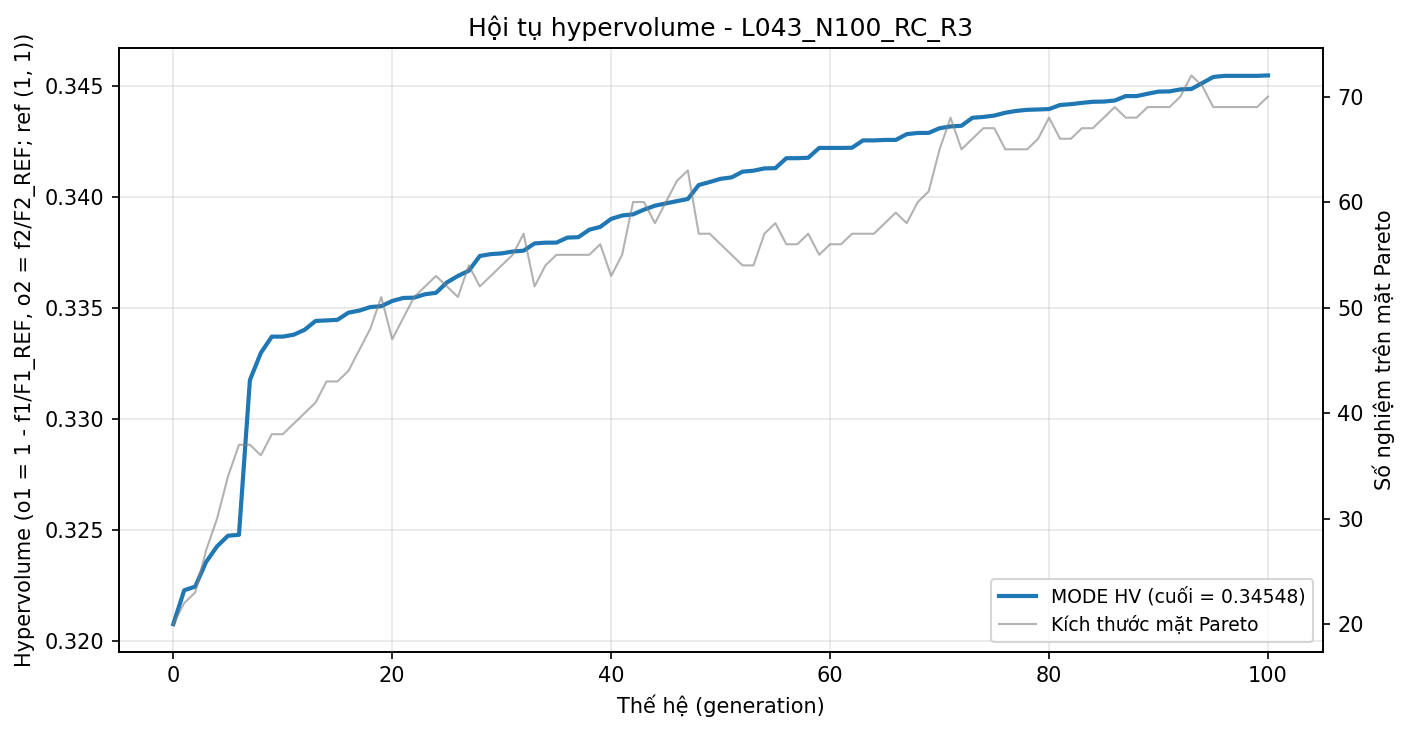 Hội tụ hypervolume - L043_N100_RC_R3
Hypervolume (o1 = 1 - f1/F1_REF, o2 = f2/F2_REF; ref (1, 1))
0.345
0.340
0.335
0.330
0.325
0.320
70
60
50
40
30
20
Số nghiệm trên mặt Pareto
MODE HV (cuối = 0.34548)
Kích thước mặt Pareto
0 20 40 60 80 100
Thế hệ (generation)